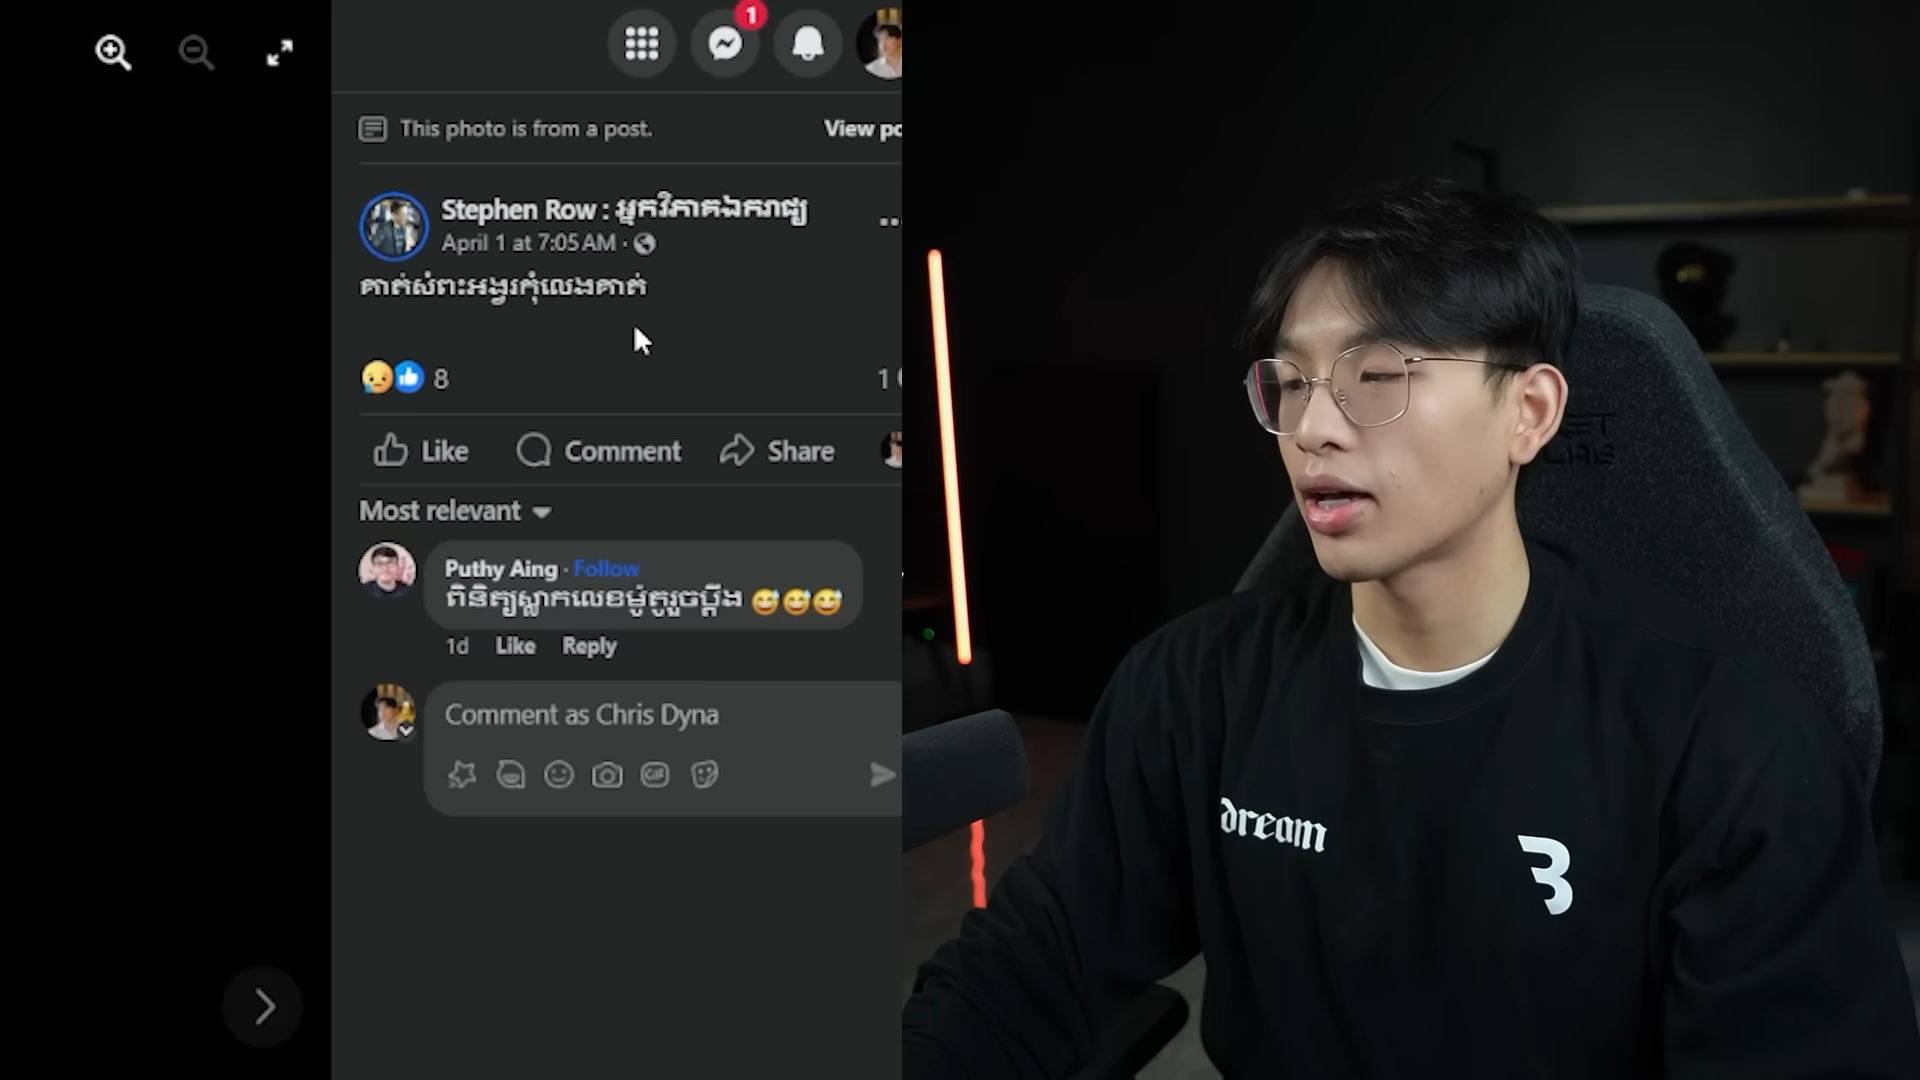 1
This photo is from a post.
View po
Stephen Row : អ្នកវិភាគឯករាជ្យ
April 1 at 7:05 AM ·
គាត់សំពះអង្វរកុំលេងគាត់
8
1
Like Comment Share
Most relevant
Puthy Aing · Follow
ពិនិត្យស្លាកលេខម៉ូតូរួចប្ដឹង
1d Like Reply
Comment as Chris Dyna
GIF
dream
3